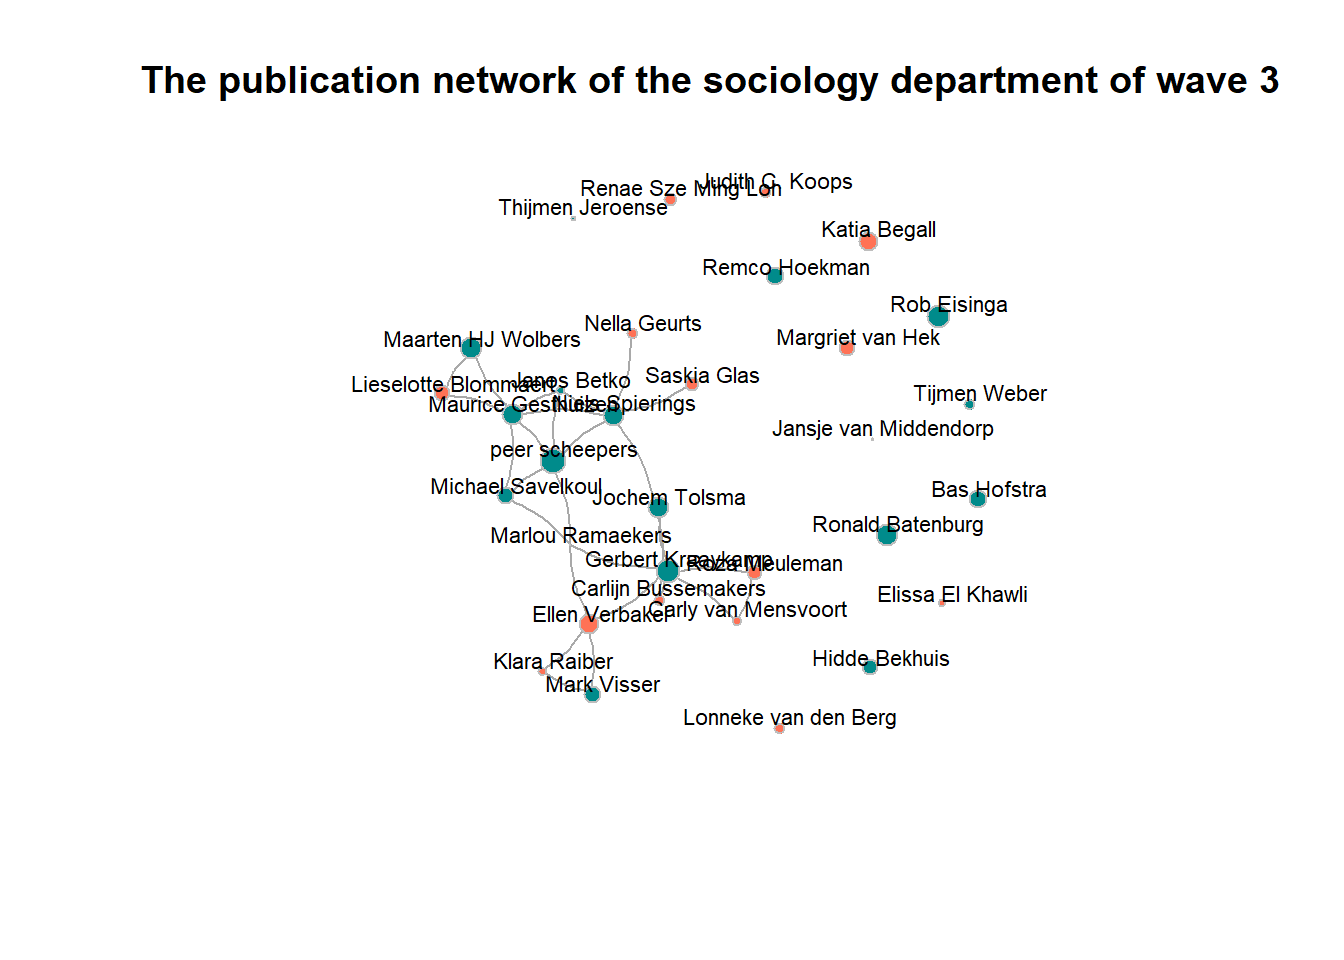 The publication network of the sociology department of wave 3
Judith C. Koops
Renae Sze Ming Loh
Thijmen Jeroense
Katia Begall
Remco Hoekman
Rob Eisinga
Nella Geurts
Maarten HJ Wolbers
Margriet van Hek
Saskia Glas
Janos Betko
Lieselotte Blommaert
Tijmen Weber
Niels Spierings
Maurice Gesthuizen
Jansje van Middendorp
peer scheepers
Michael Savelkoul
Bas Hofstra
Jochem Tolsma
Ronald Batenburg
Marlou Ramaekers
Gerbert Kraaykamp
Roza Meuleman
Carlijn Bussemakers
Elissa El Khawli
Carly van Mensvoort
Ellen Verbakel
Hidde Bekhuis
Klara Raiber
Mark Visser
Lonneke van den Berg